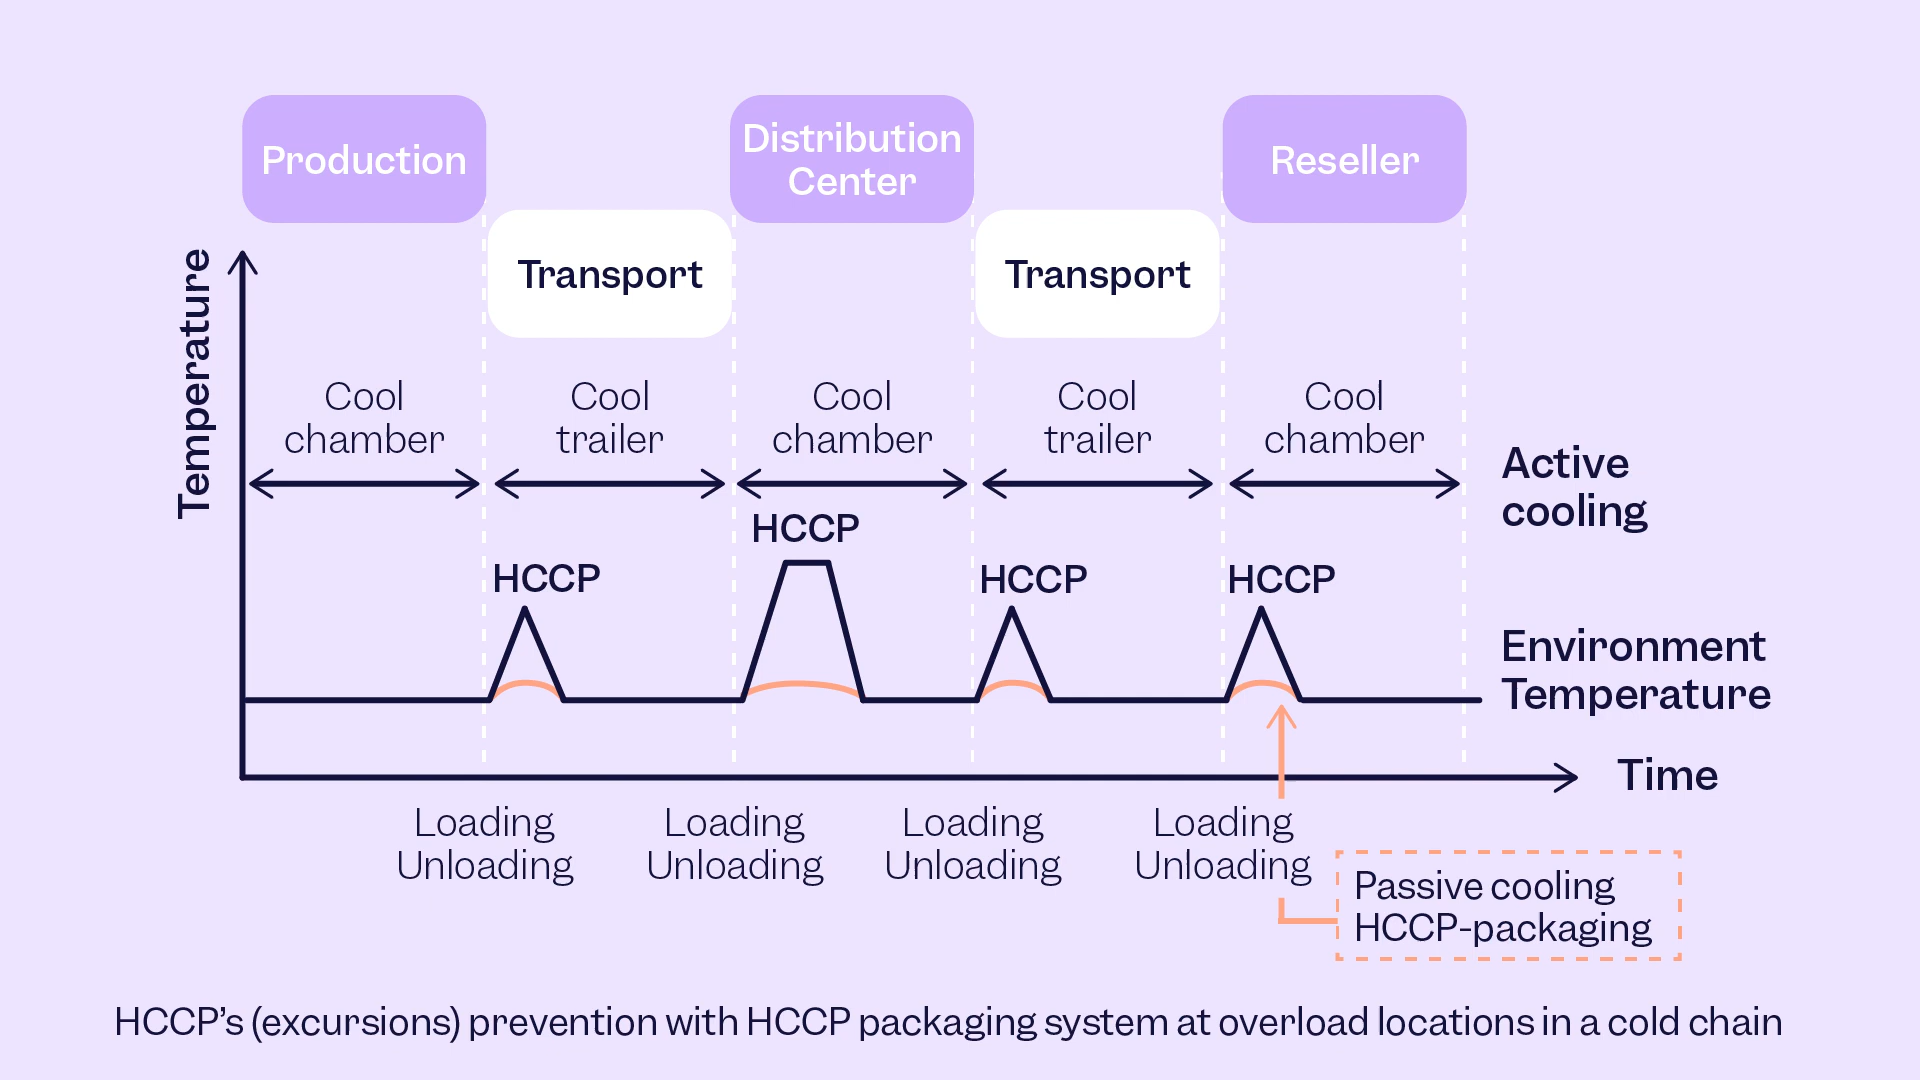 Production
Distribution
Center
Reseller
Transport
Transport
Temperature
Cool
chamber
Cool
trailer
Cool
chamber
Cool
trailer
Cool
chamber
Active
cooling
HCCP
HCCP
HCCP
HCCP
Environment
Temperature
Time
Loading
Unloading
Loading
Unloading
Loading
Unloading
Loading
Unloading
Passive cooling
HCCP-packaging
HCCP’s (excursions) prevention with HCCP packaging system at overload locations in a cold chain